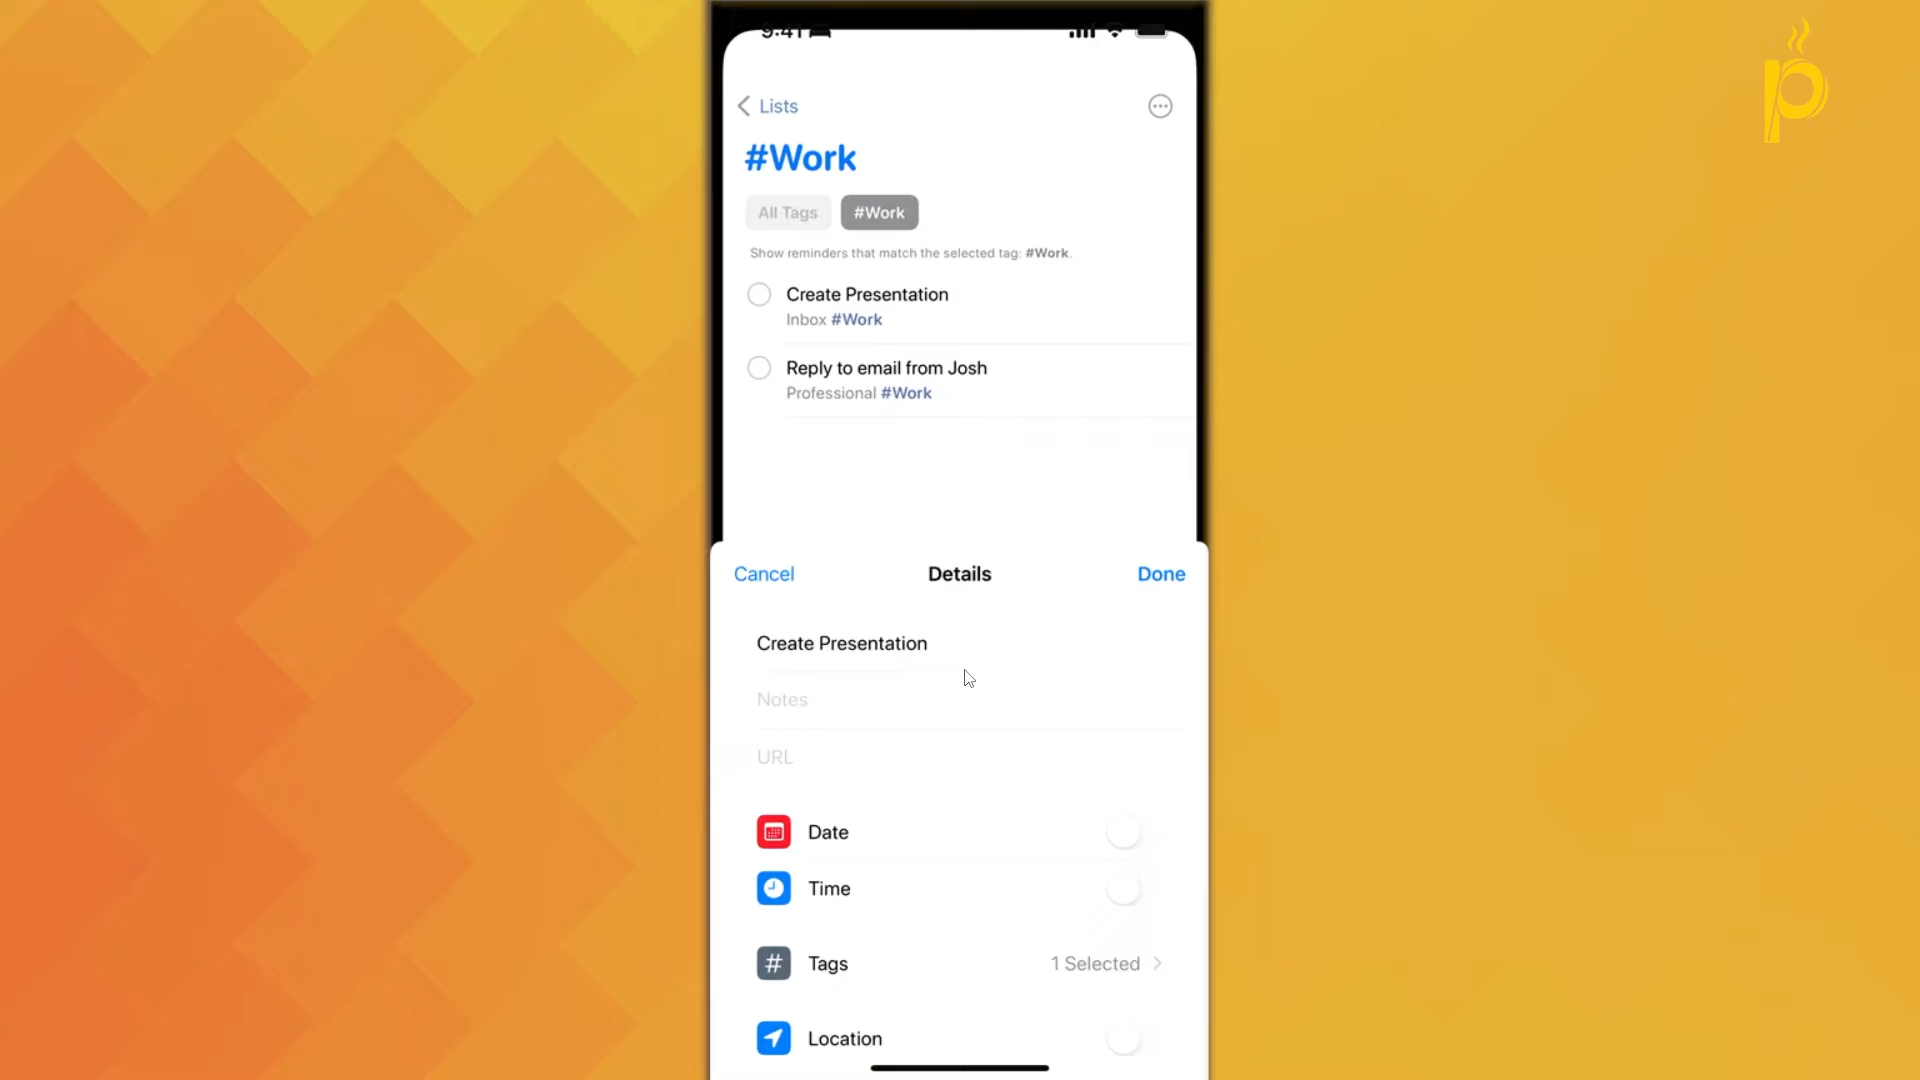 9:41
Lists
#Work
All Tags #Work
Show reminders that match the selected tag: #Work.
Create Presentation
Inbox #Work
Reply to email from Josh
Professional #Work
Cancel Details Done
Create Presentation
Notes
URL
Date
Time
# Tags 1 Selected
Location